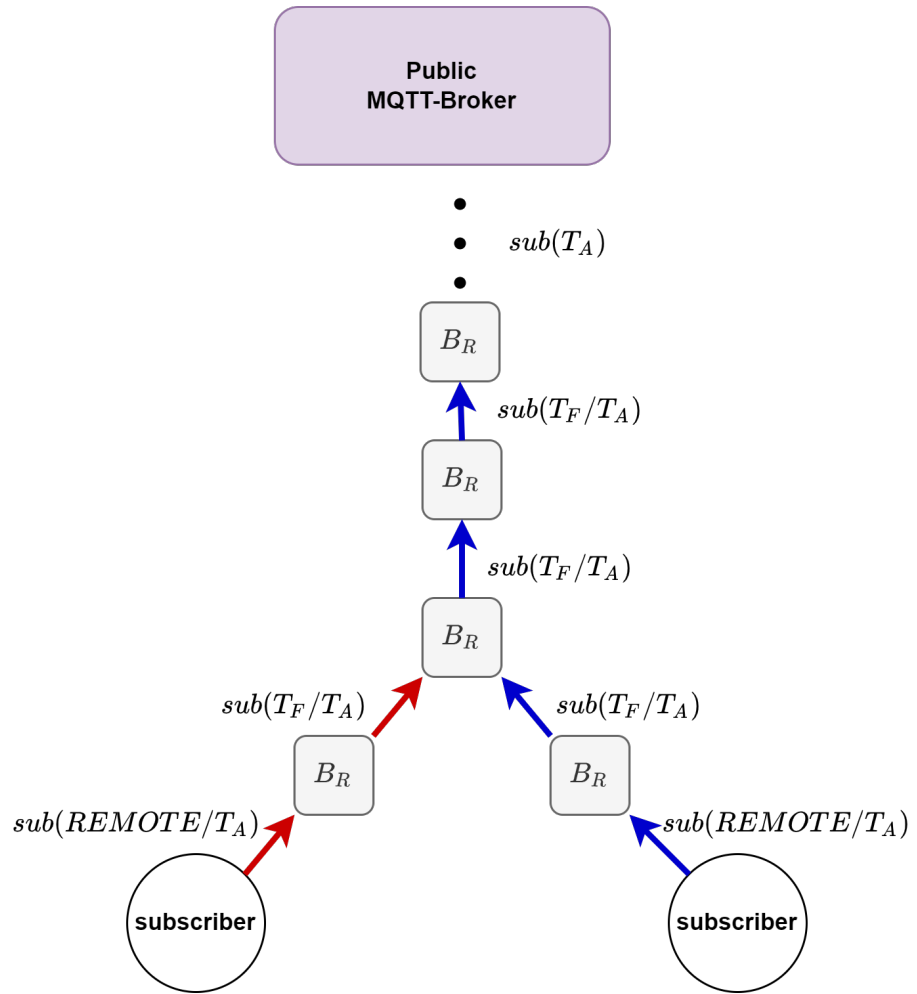 Public
MQTT-Broker
sub(T_A)
B_R
sub(T_F/T_A)
B_R
sub(T_F/T_A)
B_R
sub(T_F/T_A)
sub(T_F/T_A)
B_R
B_R
sub(REMOTE/T_A)
sub(REMOTE/T_A)
subscriber
subscriber